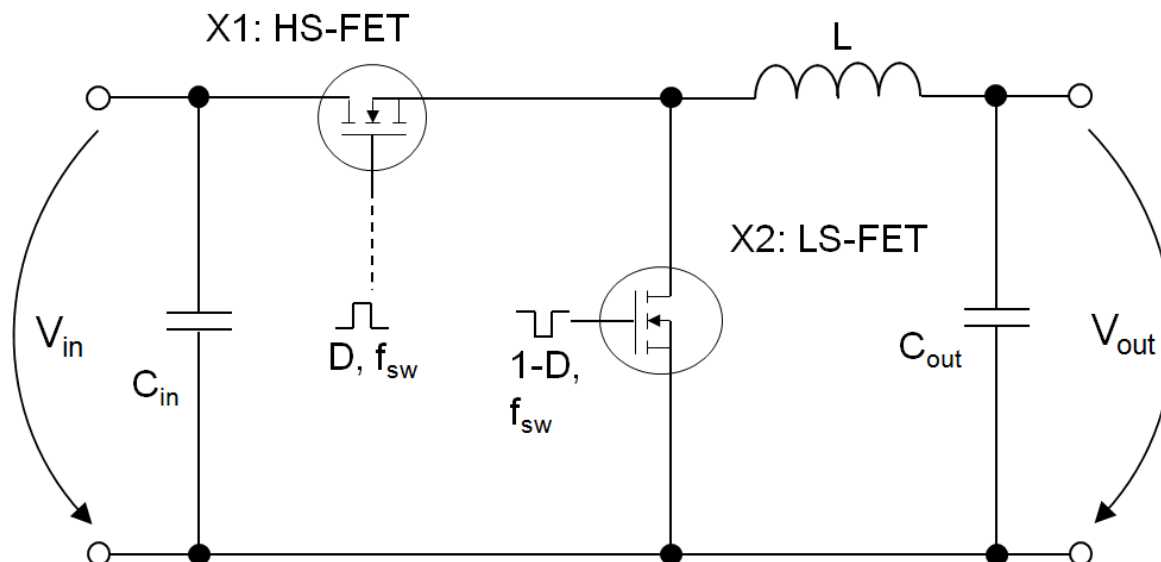 X1: HS-FET
L
X2: LS-FET
V_in
C_in
D, f_sw
1-D,
f_sw
C_out
V_out